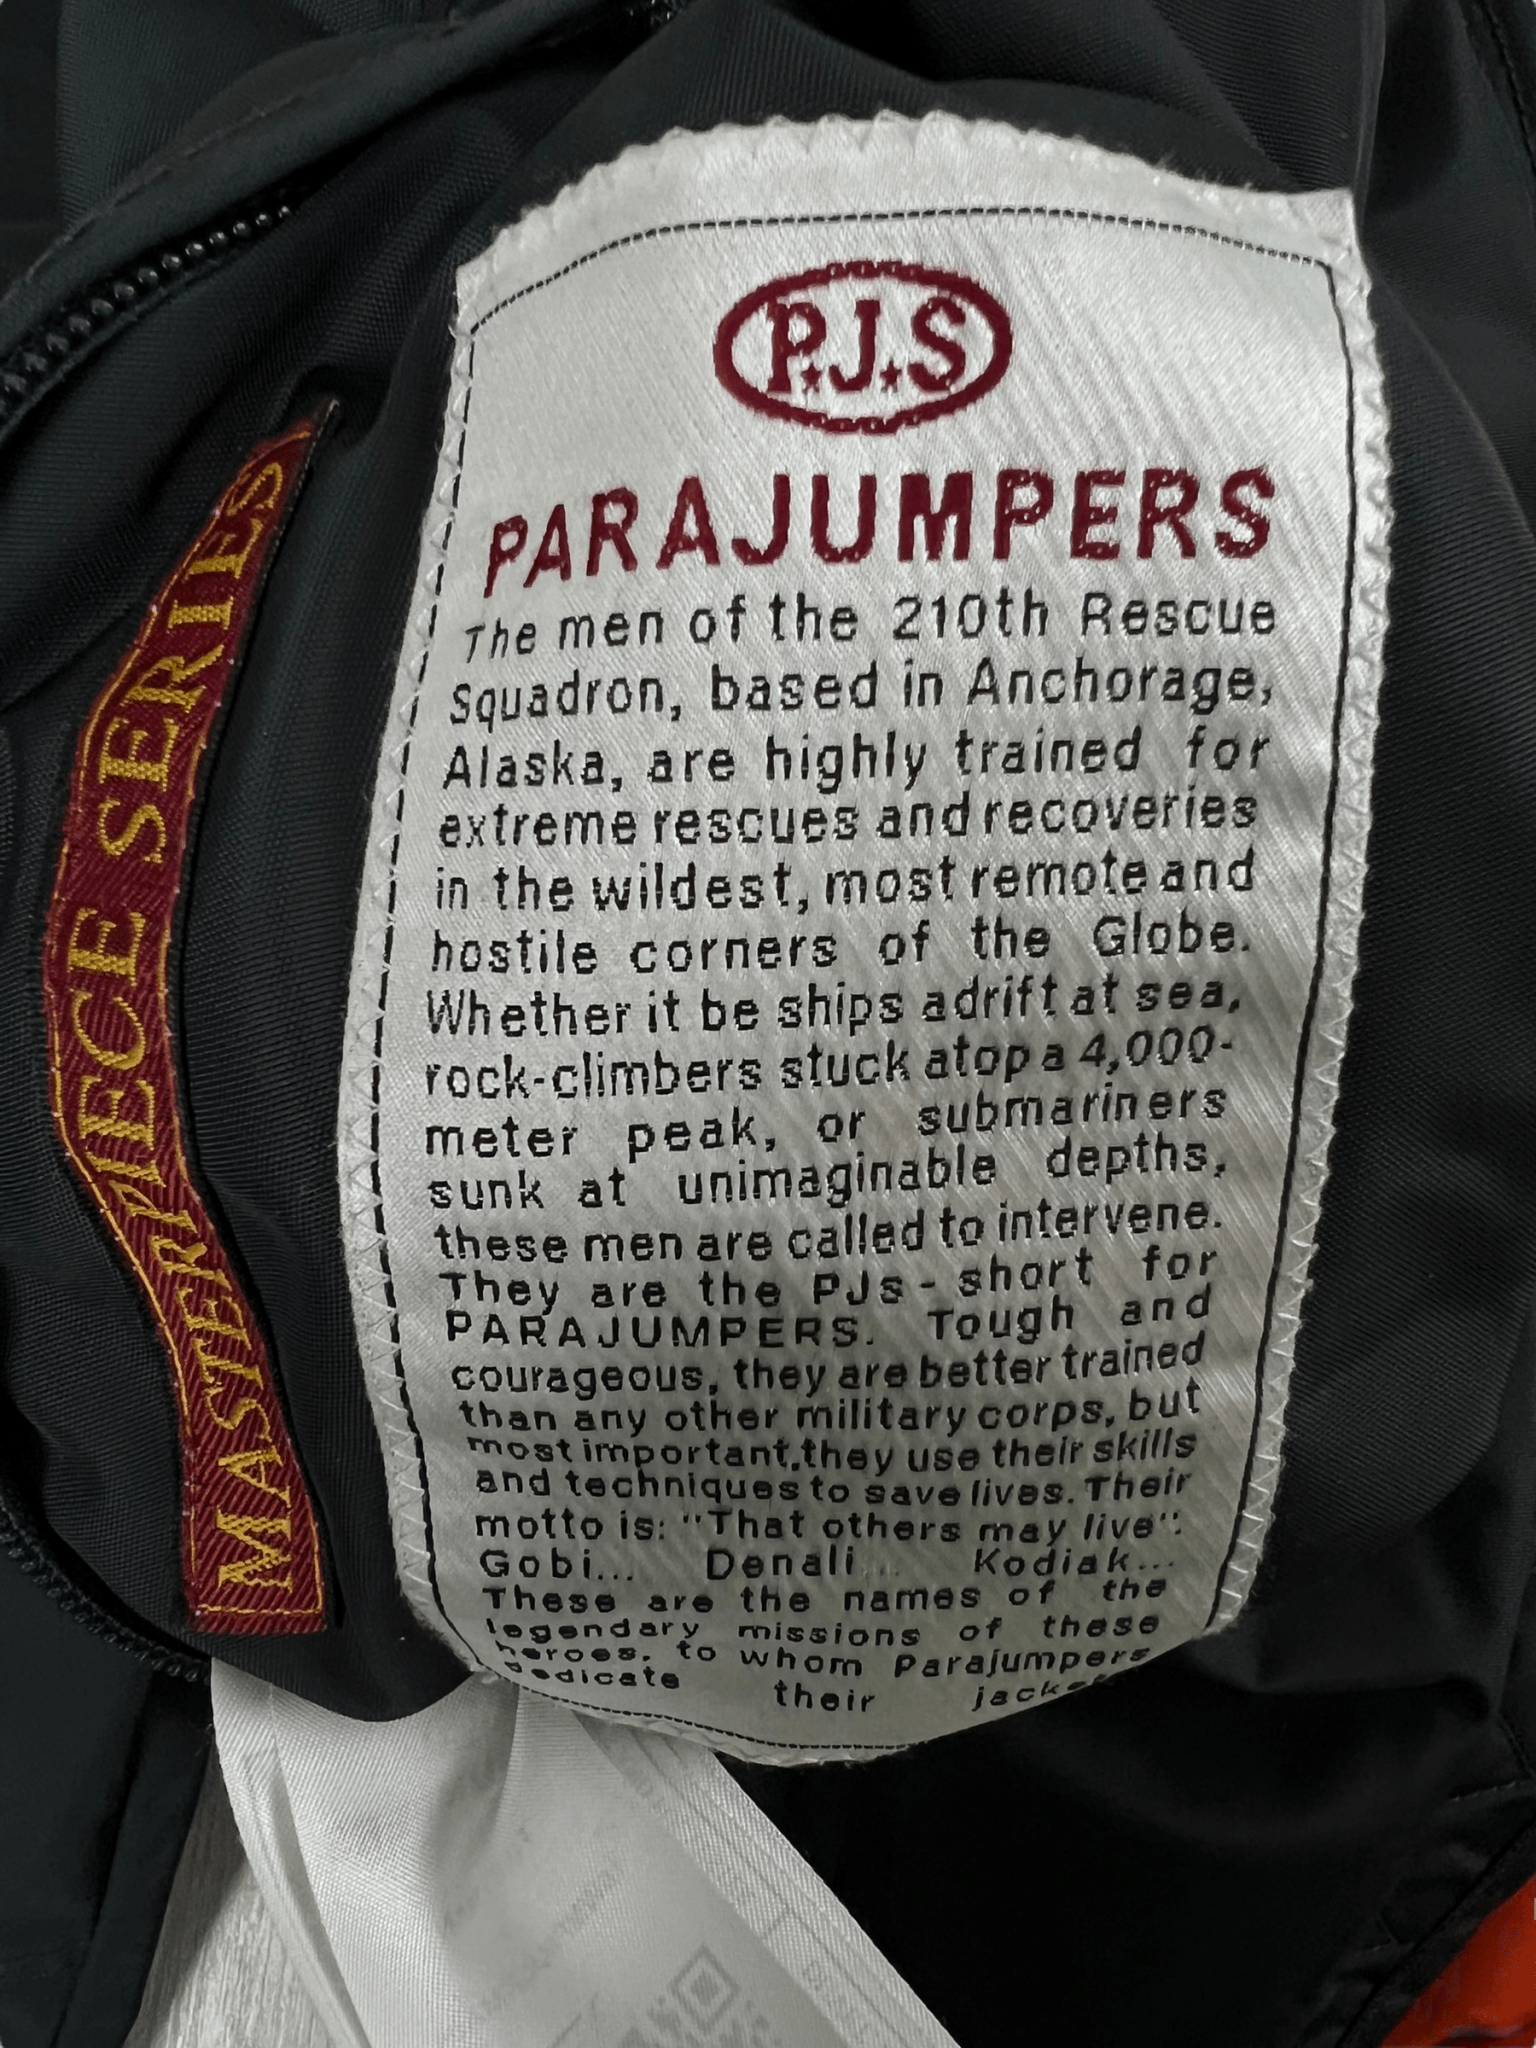 P.J.S
PARAJUMPERS
The men of the 210th Rescue
Squadron, based in Anchorage,
Alaska, are highly trained for
extreme rescues and recoveries
in the wildest, most remote and
hostile corners of the Globe.
Whether it be ships adrift at sea,
rock-climbers stuck atop a 4,000-
meter peak, or submariners
sunk at unimaginable depths,
these men are called to intervene.
They are the PJs - short for
PARAJUMPERS. Tough and
courageous, they are better trained
than any other military corps, but
most important, they use their skills
and techniques to save lives. Their
motto is: "That others may live".
Gobi... Denali... Kodiak...
These are the names of the
legendary missions of these
heroes, to whom Parajumpers
dedicate their
MASTERPIECE SERIES